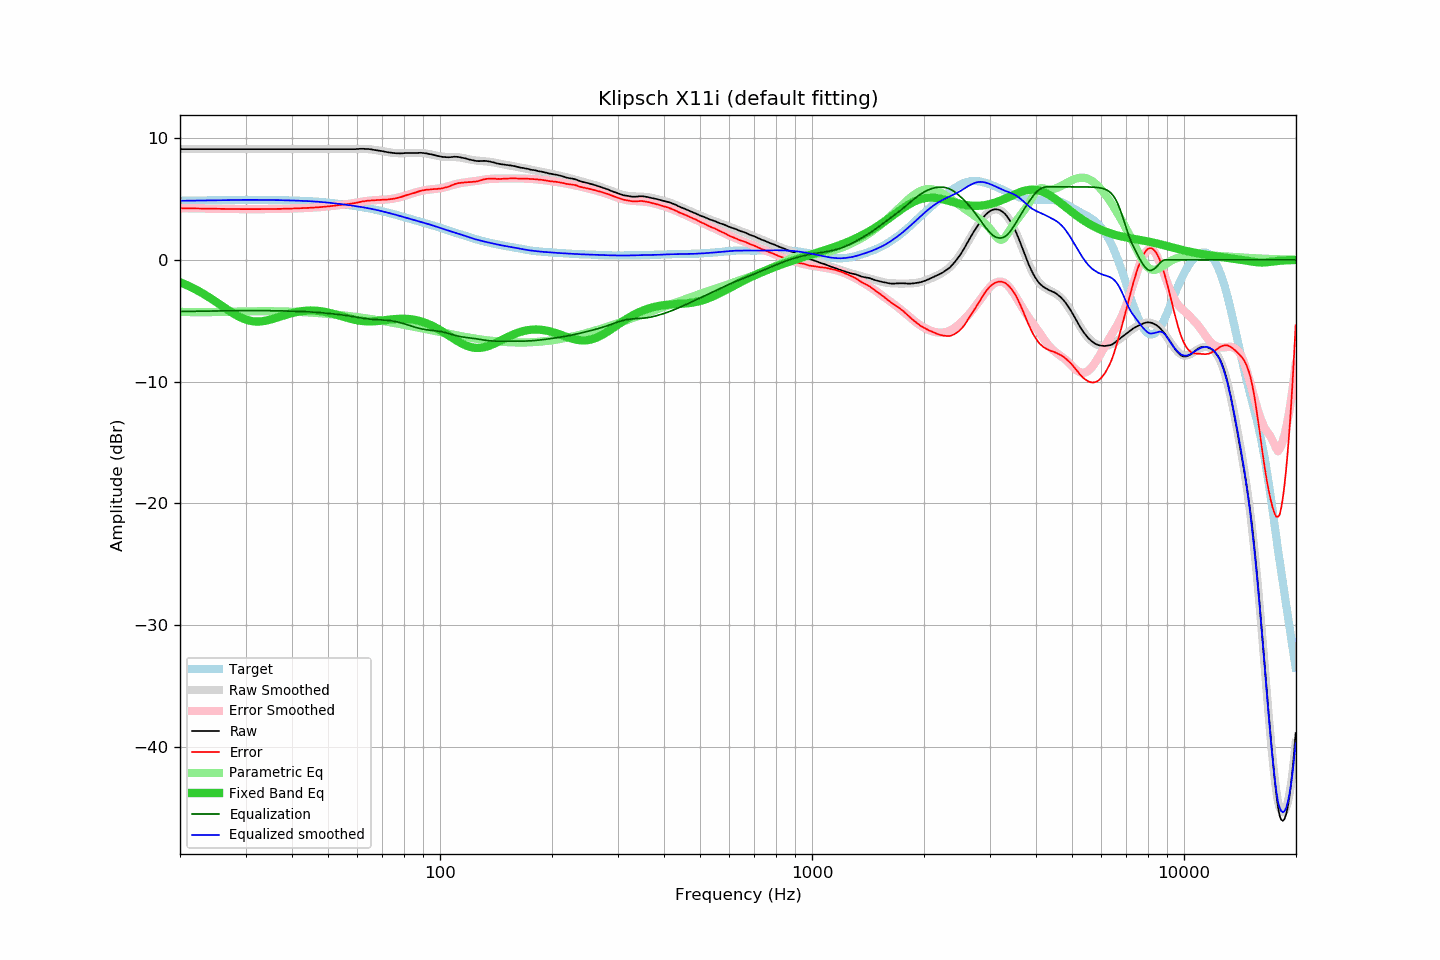 Klipsch X11i (default fitting)
10
0
−10
−20
−30
−40
Amplitude (dBr)
Target
Raw Smoothed
Error Smoothed
Raw
Error
Parametric Eq
Fixed Band Eq
Equalization
Equalized smoothed
100
1000
10000
Frequency (Hz)